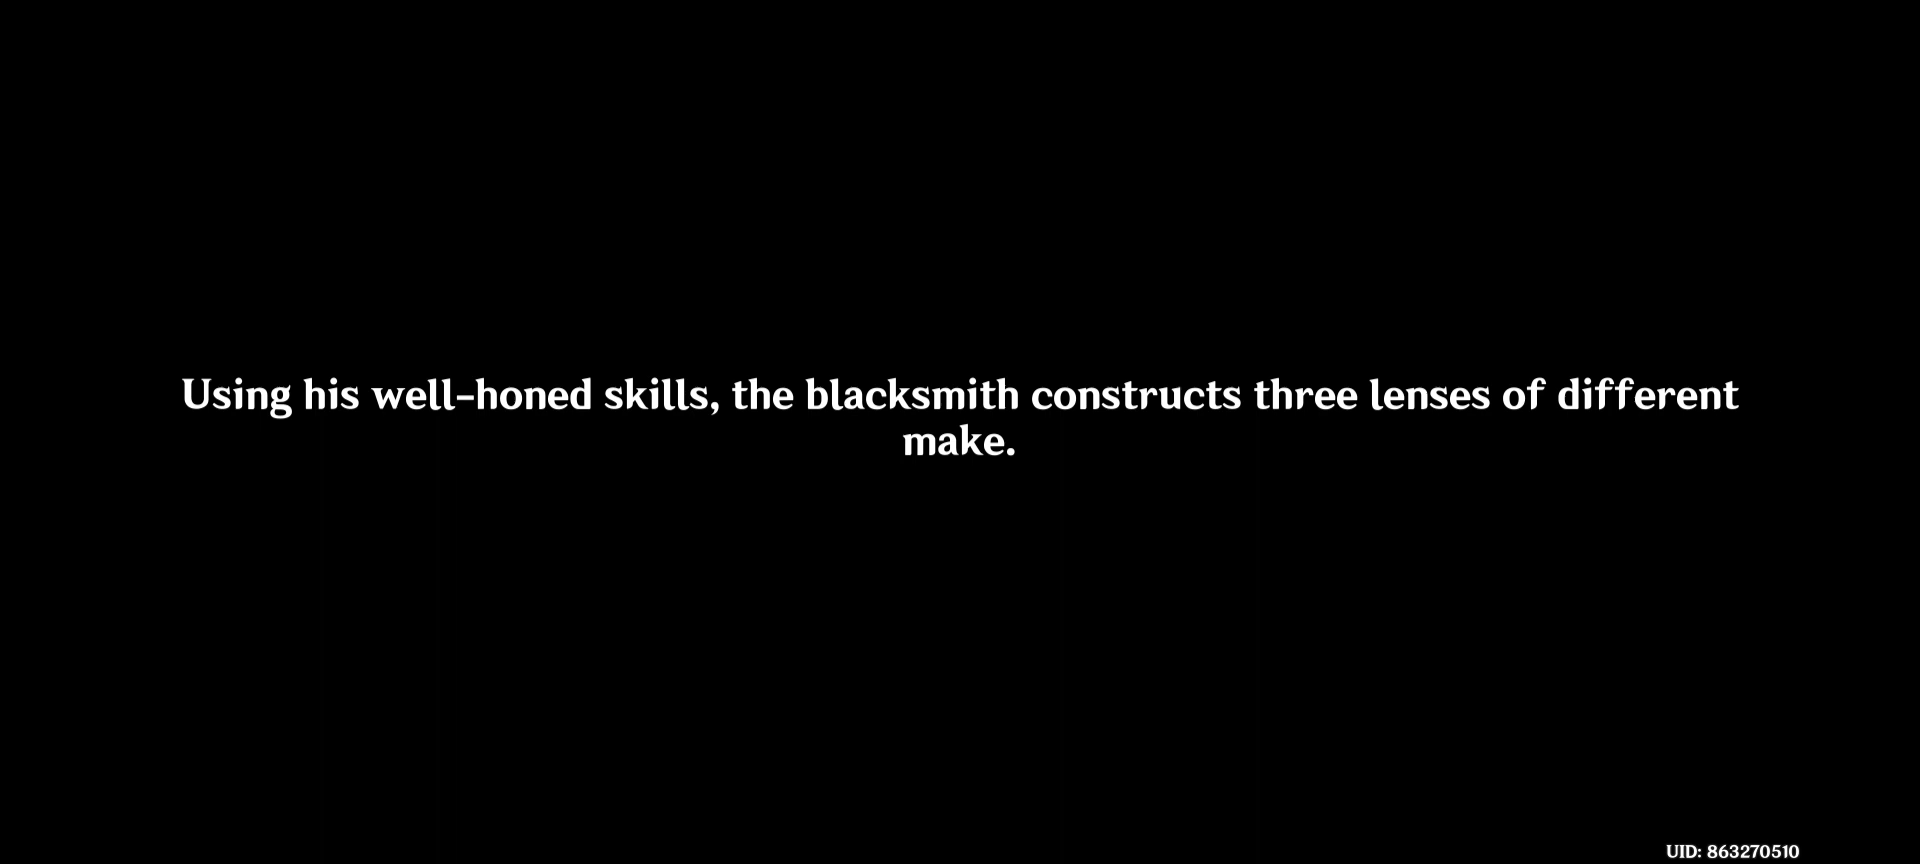 Using his well-honed skills, the blacksmith constructs three lenses of different
make.
UID: 863270510